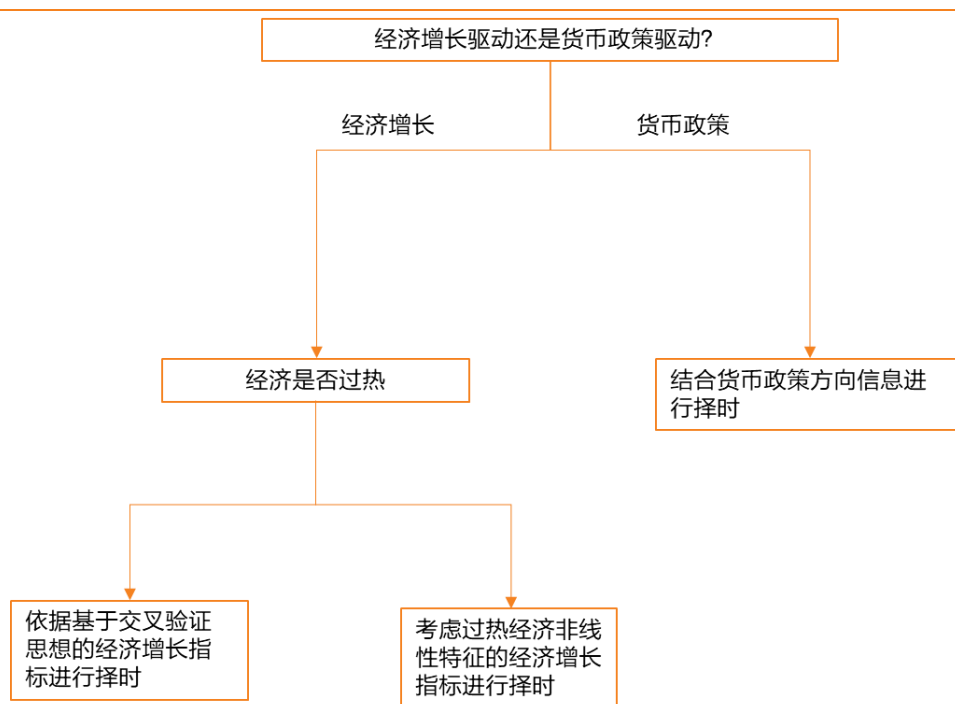 经济增长驱动还是货币政策驱动?
经济增长
货币政策
经济是否过热
结合货币政策方向信息进
行择时
依据基于交叉验证
思想的经济增长指
标进行择时
考虑过热经济非线
性特征的经济增长
指标进行择时